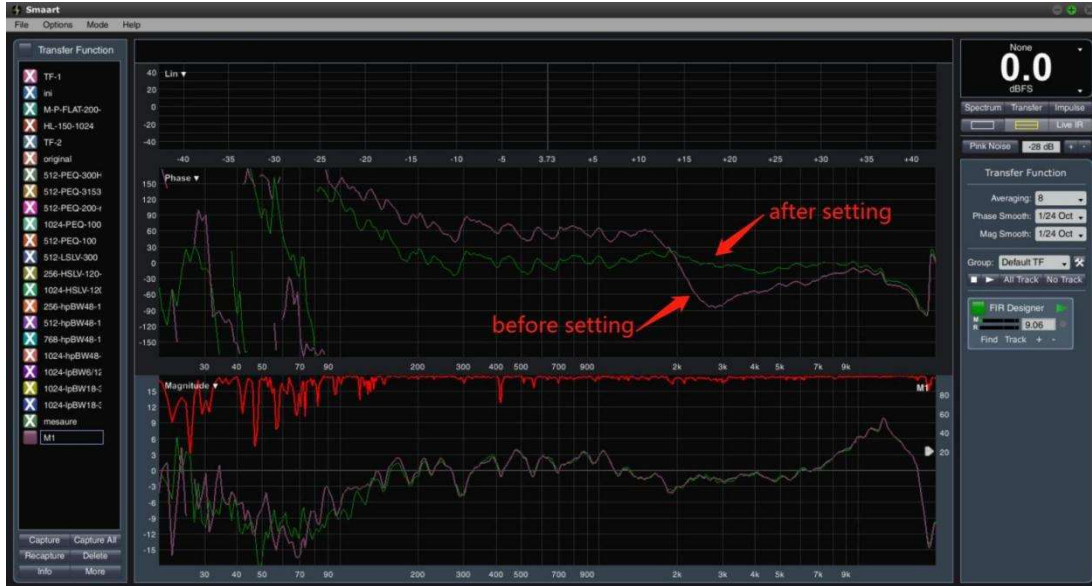 Smaart
File Options Mode Help
Transfer Function
TF-1
ini
M-P-FLAT-200-
HL-150-1024
TF-2
original
512-PEQ-300H
512-PEQ-3153
512-PEQ-200-r
1024-PEQ-100
512-PEQ-100
512-LSLV-300
256-HSLV-120-
1024-HSLV-120
256-hpBW48-1
512-hpBW48-1
768-hpBW48-1
1024-hpBW48-
1024-lpBW6/12
1024-lpBW18-3
1024-lpBW18-3
mesaure
M1
Capture Capture All
Recapture Delete
Info More
Lin
40
20
0
-20
-40
-40 -35 -30 -25 -20 -15 -10 -5 3.73 +5 +10 +15 +20 +25 +30 +35 +40
Phase
150
120
90
60
30
0
-30
-60
-90
-120
-150
after setting
before setting
30 40 50 70 90 200 300 400 500 700 900 2k 3k 4k 5k 7k 9k
Magnitude
M1
15
12
9
6
3
0
-3
-6
-9
-12
-15
80
60
40
20
30 40 50 70 90 200 300 400 500 700 900 2k 3k 4k 5k 7k 9k
None
0.0
dBFS
Spectrum Transfer Impulse
Live IR
Pink Noise -28 dB + -
Transfer Function
Averaging: 8
Phase Smooth: 1/24 Oct
Mag Smooth: 1/24 Oct
Group: Default TF
All Track No Track
FIR Designer
M
R
9.06
Find Track + -